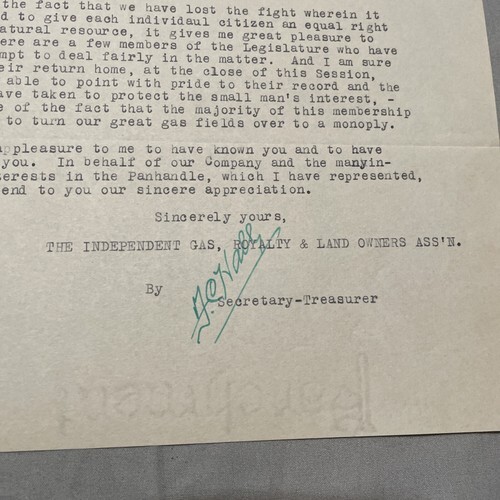 the fact that we have lost the fight wherein it
d to give each individaul citizen an equal right
atural resource, it gives me great pleasure to
ere are a few members of the Legislature who have
mpt to deal fairly in the matter. And I am sure
eir return home, at the close of this Session,
able to point with pride to their record and the
ave taken to protect the small man's interest, -
e of the fact that the majority of this membership
to turn our great gas fields over to a monoply.
pleasure to me to have known you and to have
you. In behalf of our Company and the manyin-
terests in the Panhandle, which I have represented,
end to you our sincere appreciation.
Sincerely yours,
THE INDEPENDENT GAS, ROYALTY & LAND OWNERS ASS'N.
By
Secretary-Treasurer